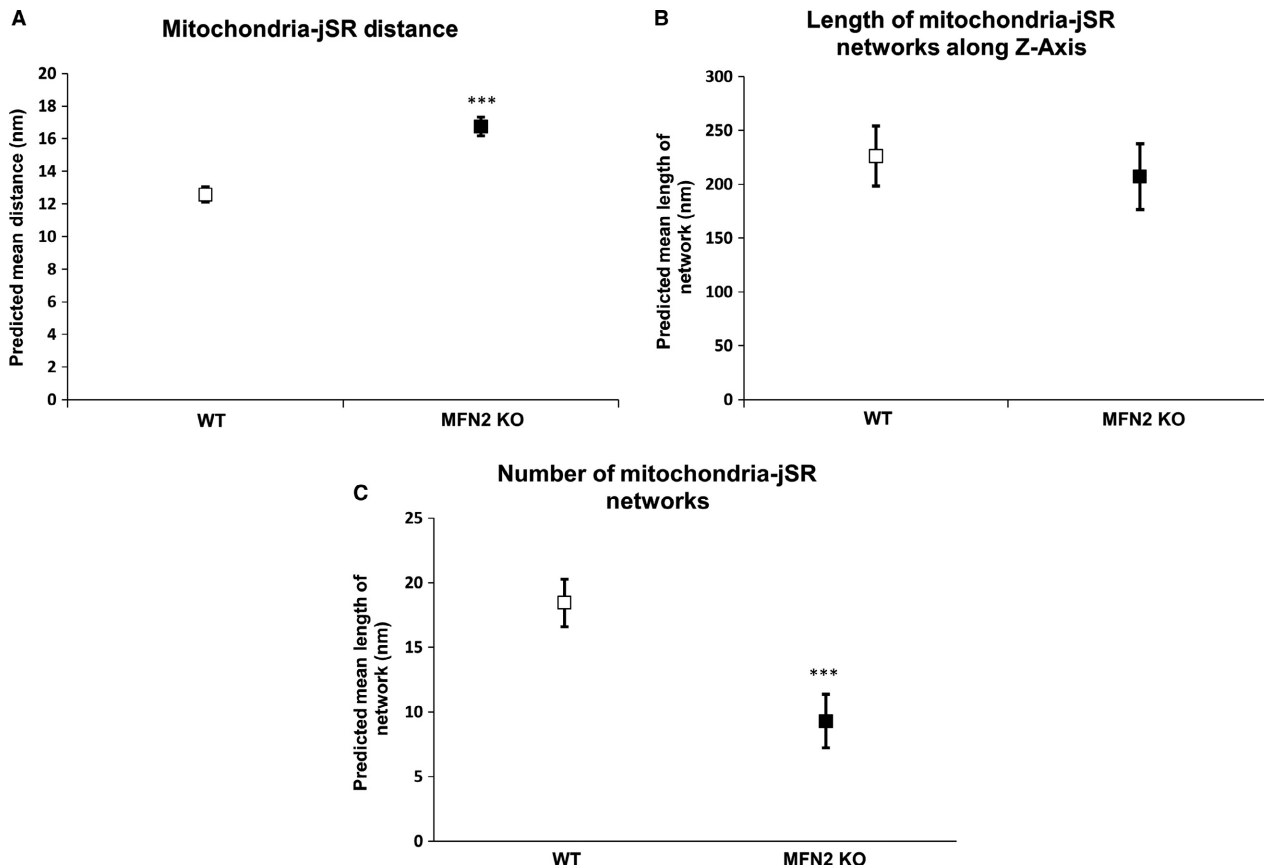 A
Mitochondria-jSR distance
Predicted mean distance (nm)
20
18
16
14
12
10
8
6
4
2
0
***
WT
MFN2 KO
B
Length of mitochondria-jSR
networks along Z-Axis
Predicted mean length of
network (nm)
300
250
200
150
100
50
0
WT
MFN2 KO
C
Number of mitochondria-jSR
networks
Predicted mean length of
network (nm)
25
20
15
10
5
0
***
WT
MFN2 KO